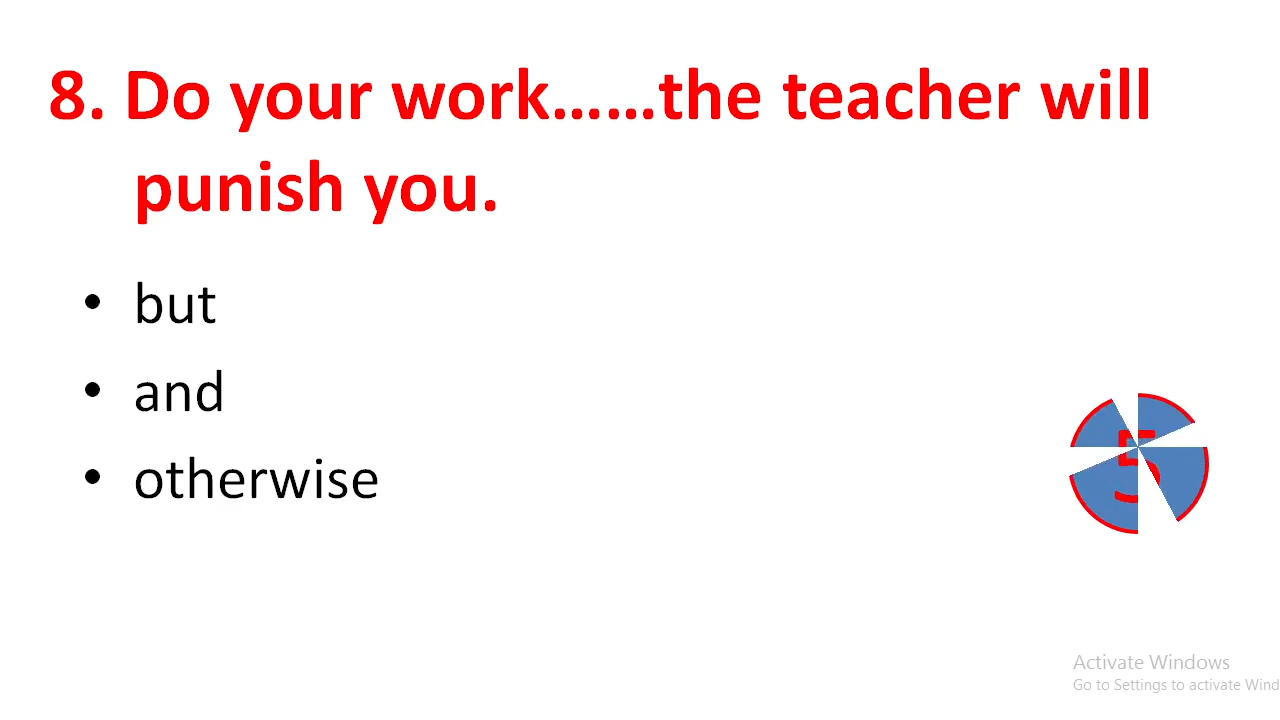 8. Do your work……the teacher will
punish you.
• but
• and
• otherwise
5
Activate Windows
Go to Settings to activate Wind